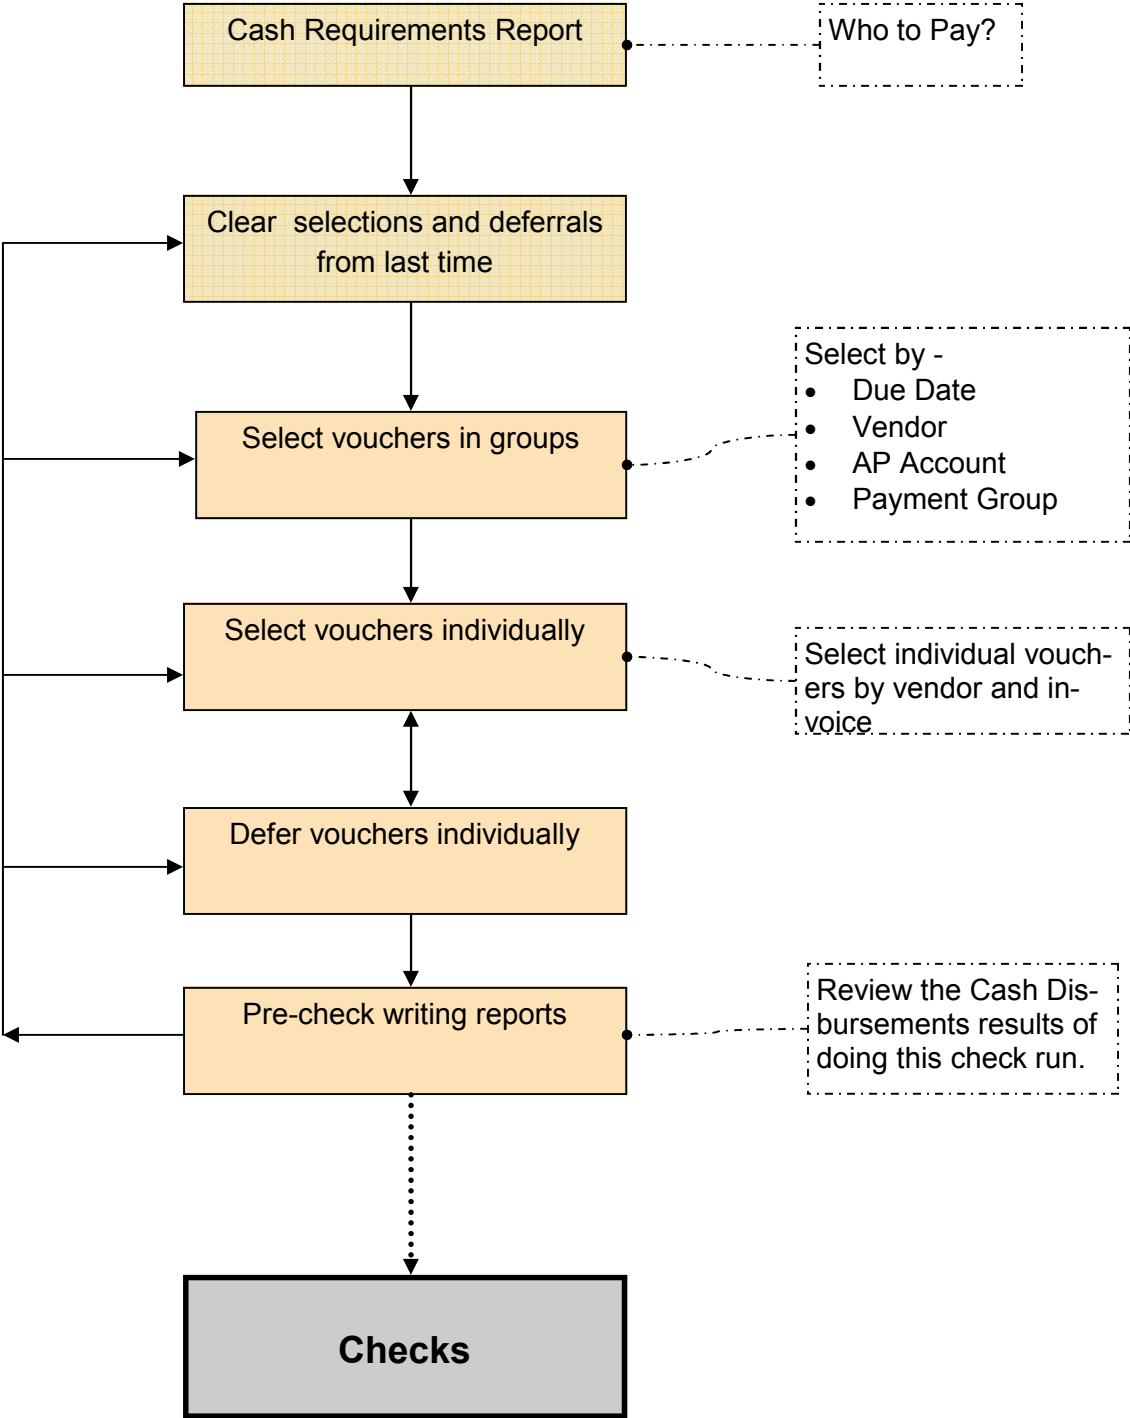 Cash Requirements Report
Who to Pay?
Clear selections and deferrals
from last time
Select by -
• Due Date
• Vendor
• AP Account
• Payment Group
Select vouchers in groups
Select vouchers individually
Select individual vouch-
ers by vendor and in-
voice
Defer vouchers individually
Pre-check writing reports
Review the Cash Dis-
bursements results of
doing this check run.
Checks